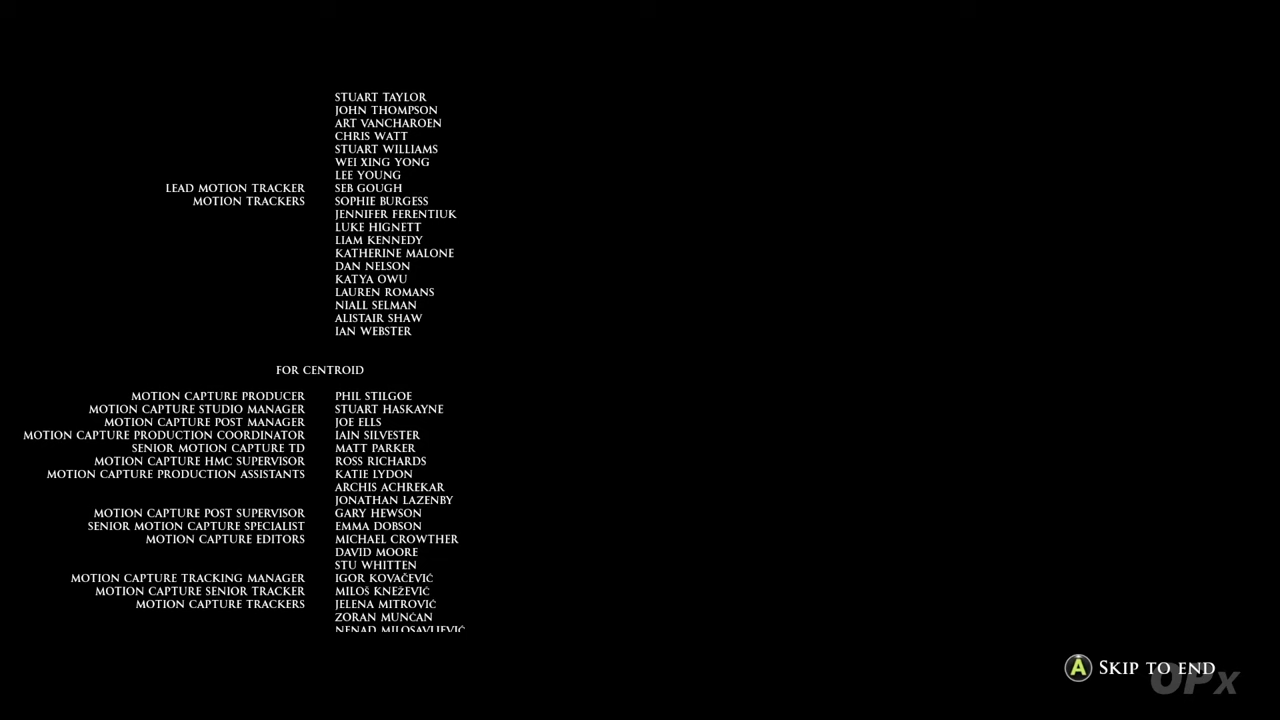 STUART TAYLOR
JOHN THOMPSON
ART VANCHAROEN
CHRIS WATT
STUART WILLIAMS
WEI XING YONG
LEE YOUNG
LEAD MOTION TRACKER SEB GOUGH
MOTION TRACKERS SOPHIE BURGESS
JENNIFER FERENTIUK
LUKE HIGNETT
LIAM KENNEDY
KATHERINE MALONE
DAN NELSON
KATYA OWU
LAUREN ROMANS
NIALL SELMAN
ALISTAIR SHAW
IAN WEBSTER
FOR CENTROID
MOTION CAPTURE PRODUCER PHIL STILGOE
MOTION CAPTURE STUDIO MANAGER STUART HASKAYNE
MOTION CAPTURE POST MANAGER JOE ELLS
MOTION CAPTURE PRODUCTION COORDINATOR IAIN SILVESTER
SENIOR MOTION CAPTURE TD MATT PARKER
MOTION CAPTURE HMC SUPERVISOR ROSS RICHARDS
MOTION CAPTURE PRODUCTION ASSISTANTS KATIE LYDON
ARCHIS ACHREKAR
JONATHAN LAZENBY
MOTION CAPTURE POST SUPERVISOR GARY HEWSON
SENIOR MOTION CAPTURE SPECIALIST EMMA DOBSON
MOTION CAPTURE EDITORS MICHAEL CROWTHER
DAVID MOORE
STU WHITTEN
MOTION CAPTURE TRACKING MANAGER IGOR KOVAČEVIĆ
MOTION CAPTURE SENIOR TRACKER MILOŠ KNEŽEVIĆ
MOTION CAPTURE TRACKERS JELENA MITROVIĆ
ZORAN MUNĆAN
NENAD MILOSAVLJEVIĆ
A SKIP TO END
OPx